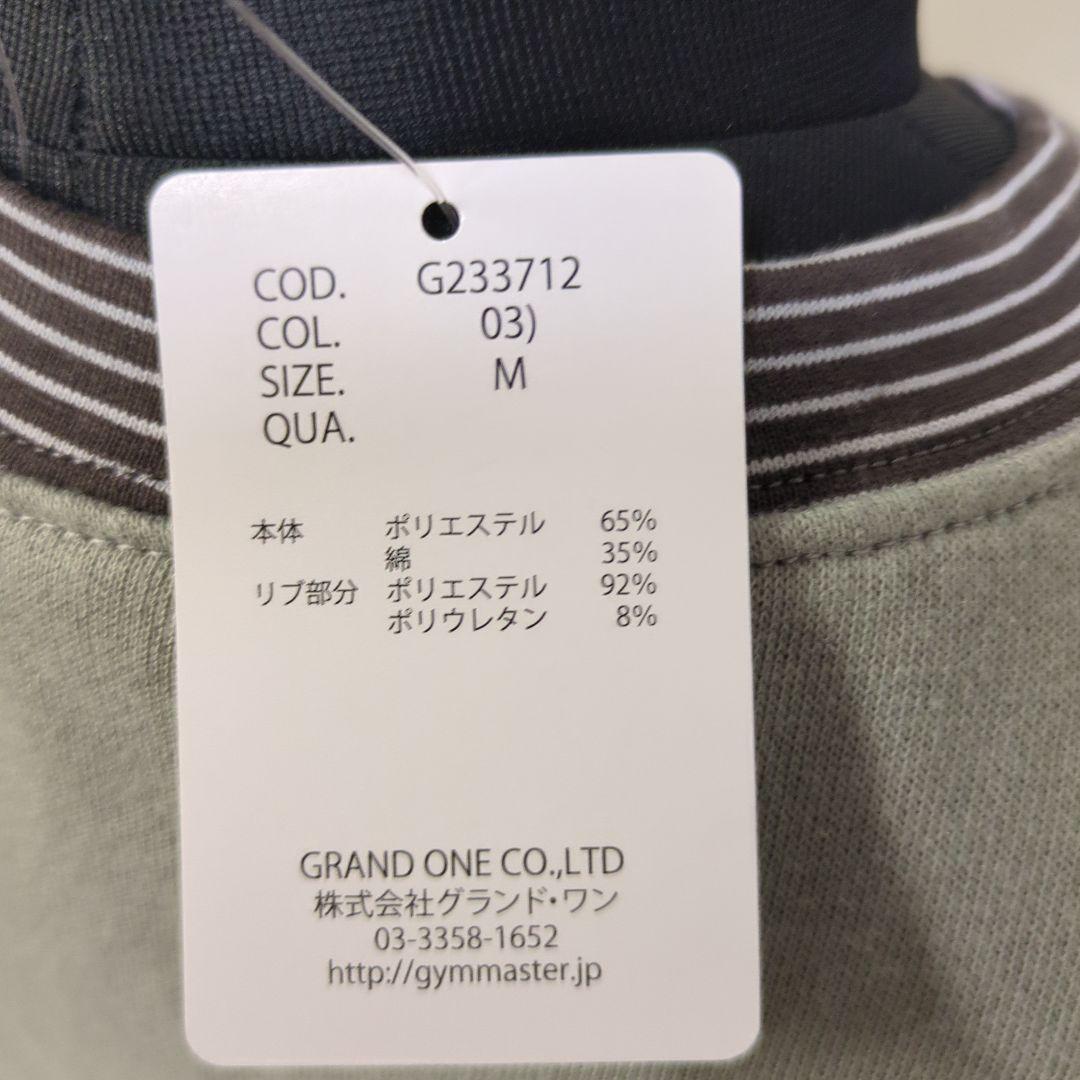 COD. G233712
COL. 03)
SIZE. M
QUA.
本体 ポリエステル 65%
綿 35%
リブ部分 ポリエステル 92%
ポリウレタン 8%
GRAND ONE CO.,LTD
株式会社グランド・ワン
03-3358-1652
http://gymmaster.jp